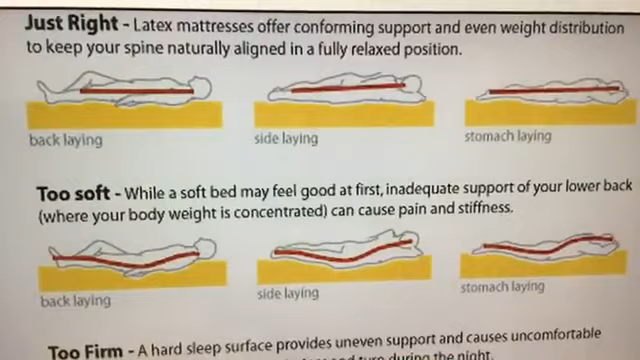 Just Right - Latex mattresses offer conforming support and even weight distribution
to keep your spine naturally aligned in a fully relaxed position.
back laying
side laying
stomach laying
Too soft - While a soft bed may feel good at first, inadequate support of your lower back
(where your body weight is concentrated) can cause pain and stiffness.
back laying
side laying
stomach laying
Too Firm - A hard sleep surface provides uneven support and causes uncomfortable
turn during the night.